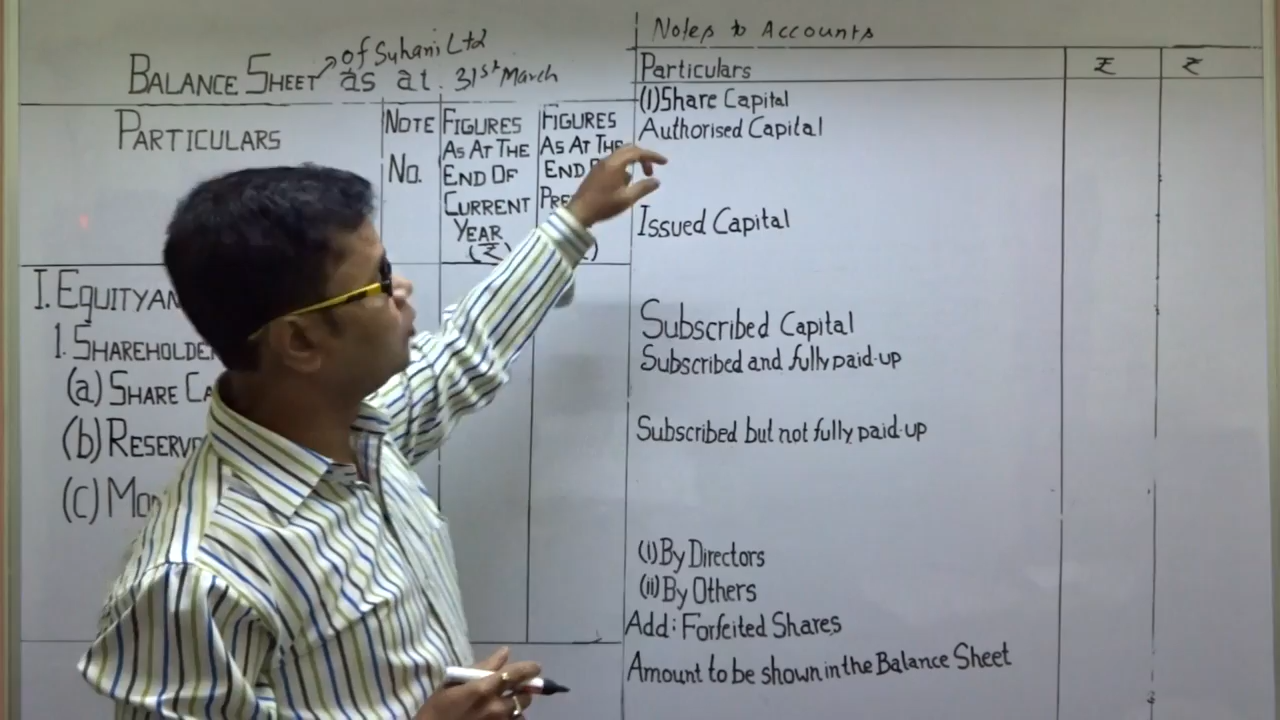 BALANCE SHEET as at 31st March
of Suhani Ltd
PARTICULARS
NOTE
No.
FIGURES
AS AT THE
END OF
CURRENT
YEAR
(₹)
FIGURES
AS AT THE
END
I. EQUITY
1. SHAREHOLDE
(a) SHARE CA
(b) RESERV
(c) Mo
Notes to Accounts
Particulars ₹ ₹
(1) Share Capital
Authorised Capital
Issued Capital
Subscribed Capital
Subscribed and fully paid-up
Subscribed but not fully paid-up
(i) By Directors
(ii) By Others
Add: Forfeited Shares
Amount to be shown in the Balance Sheet